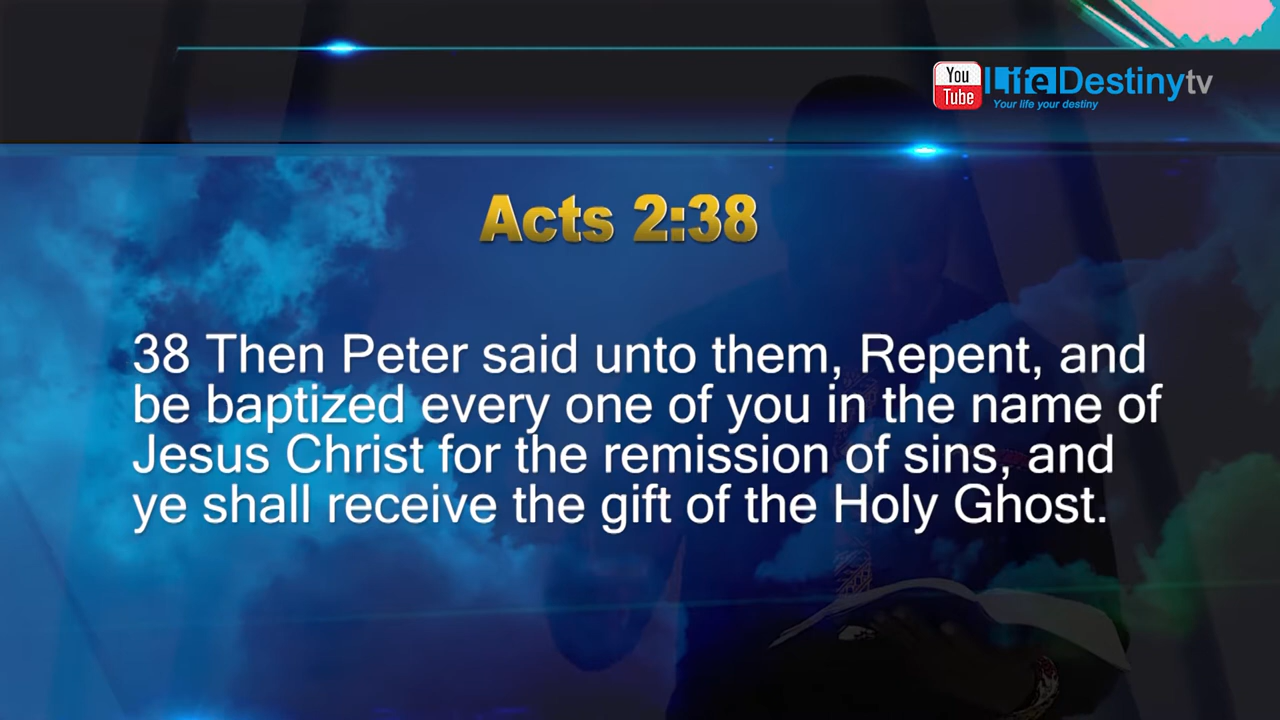 You
Tube
LifeDestinytv
Your life your destiny
Acts 2:38
38 Then Peter said unto them, Repent, and
be baptized every one of you in the name of
Jesus Christ for the remission of sins, and
ye shall receive the gift of the Holy Ghost.